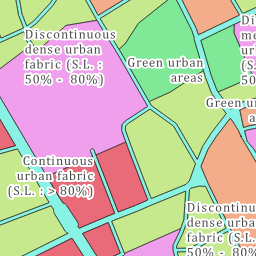 Discontinuous
dense urban
fabric (S.L. :
50% - 80%)
Green urban
areas
Green
Continuous
urban fabric
(S.L. : > 80%)
Discontinuous
dense urban
fabric (S.L.
50% - 80%